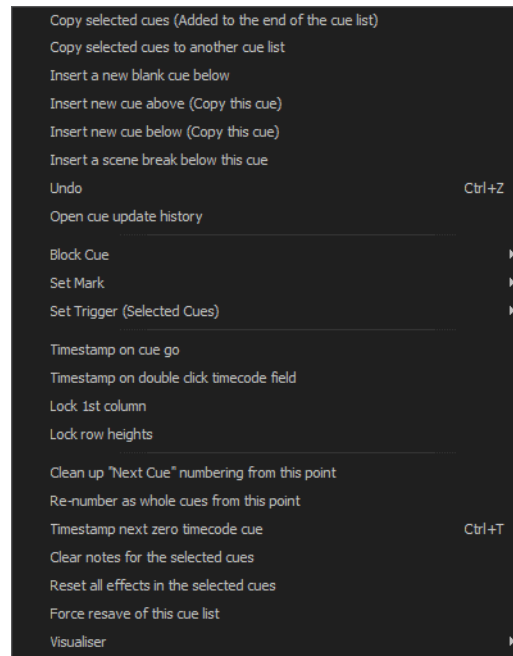 Copy selected cues (Added to the end of the cue list)
Copy selected cues to another cue list
Insert a new blank cue below
Insert new cue above (Copy this cue)
Insert new cue below (Copy this cue)
Insert a scene break below this cue
Undo Ctrl+Z
Open cue update history
Block Cue
Set Mark
Set Trigger (Selected Cues)
Timestamp on cue go
Timestamp on double click timecode field
Lock 1st column
Lock row heights
Clean up "Next Cue" numbering from this point
Re-number as whole cues from this point
Timestamp next zero timecode cue Ctrl+T
Clear notes for the selected cues
Reset all effects in the selected cues
Force resave of this cue list
Visualiser